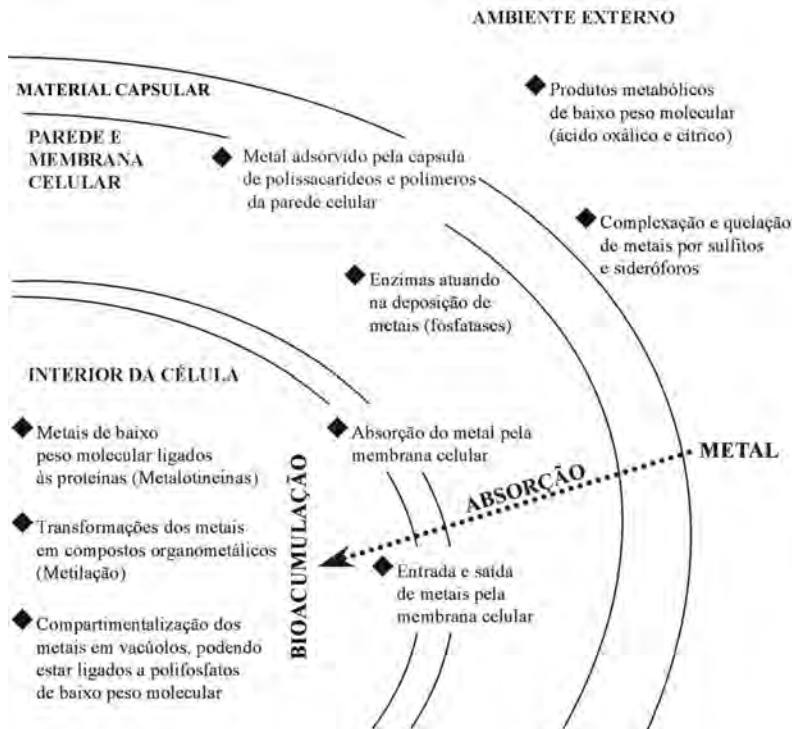 AMBIENTE EXTERNO
MATERIAL CAPSULAR
Produtos metabólicos
de baixo peso molecular
(ácido oxálico e cítrico)
PAREDE E
MEMBRANA
CELULAR
Metal adsorvido pela capsula
de polissacarídeos e polímeros
da parede celular
Complexação e quelação
de metais por sulfitos
e sideróforos
Enzimas atuando
na deposição de
metais (fosfatases)
INTERIOR DA CÉLULA
Metais de baixo
peso molecular ligados
às proteínas (Metalotineinas)
Absorção do metal pela
membrana celular
METAL
ABSORÇÃO
BIOACUMULAÇÃO
Transformações dos metais
em compostos organometálicos
(Metilação)
Entrada e saída
de metais pela
membrana celular
Compartimentalização dos
metais em vacúolos, podendo
estar ligados a polifosfatos
de baixo peso molecular